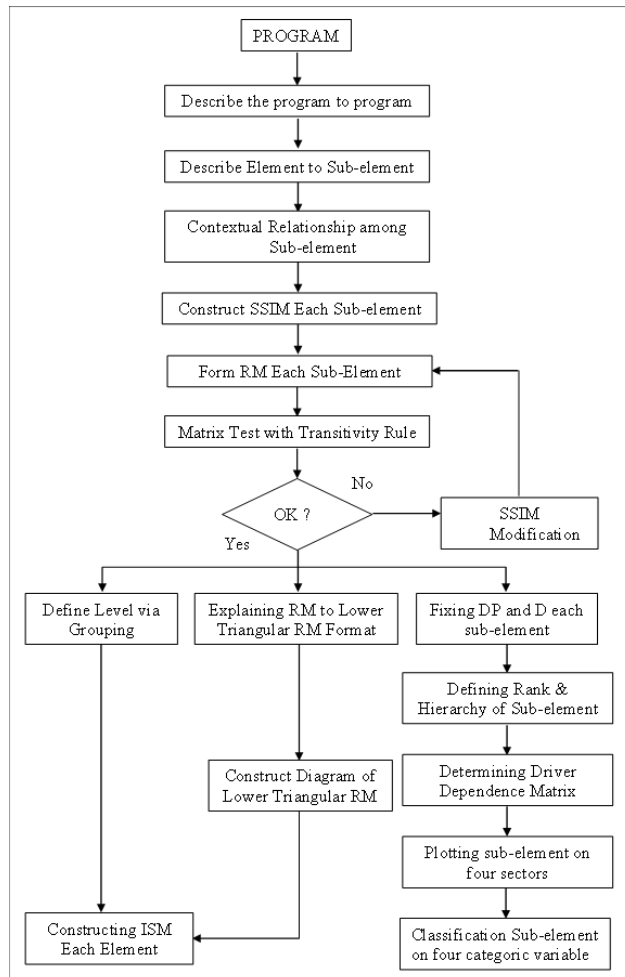 PROGRAM
Describe the program to program
Describe Element to Sub-element
Contextual Relationship among
Sub-element
Construct SSIM Each Sub-element
Form RM Each Sub-Element
Matrix Test with Transitivity Rule
OK ?
No
Yes
SSIM
Modification
Define Level via
Grouping
Explaining RM to Lower
Triangular RM Format
Fixing DP and D each
sub-element
Defining Rank &
Hierarchy of Sub-element
Construct Diagram of
Lower Triangular RM
Determining Driver
Dependence Matrix
Plotting sub-element on
four sectors
Constructing ISM
Each Element
Classification Sub-element
on four categoric variable